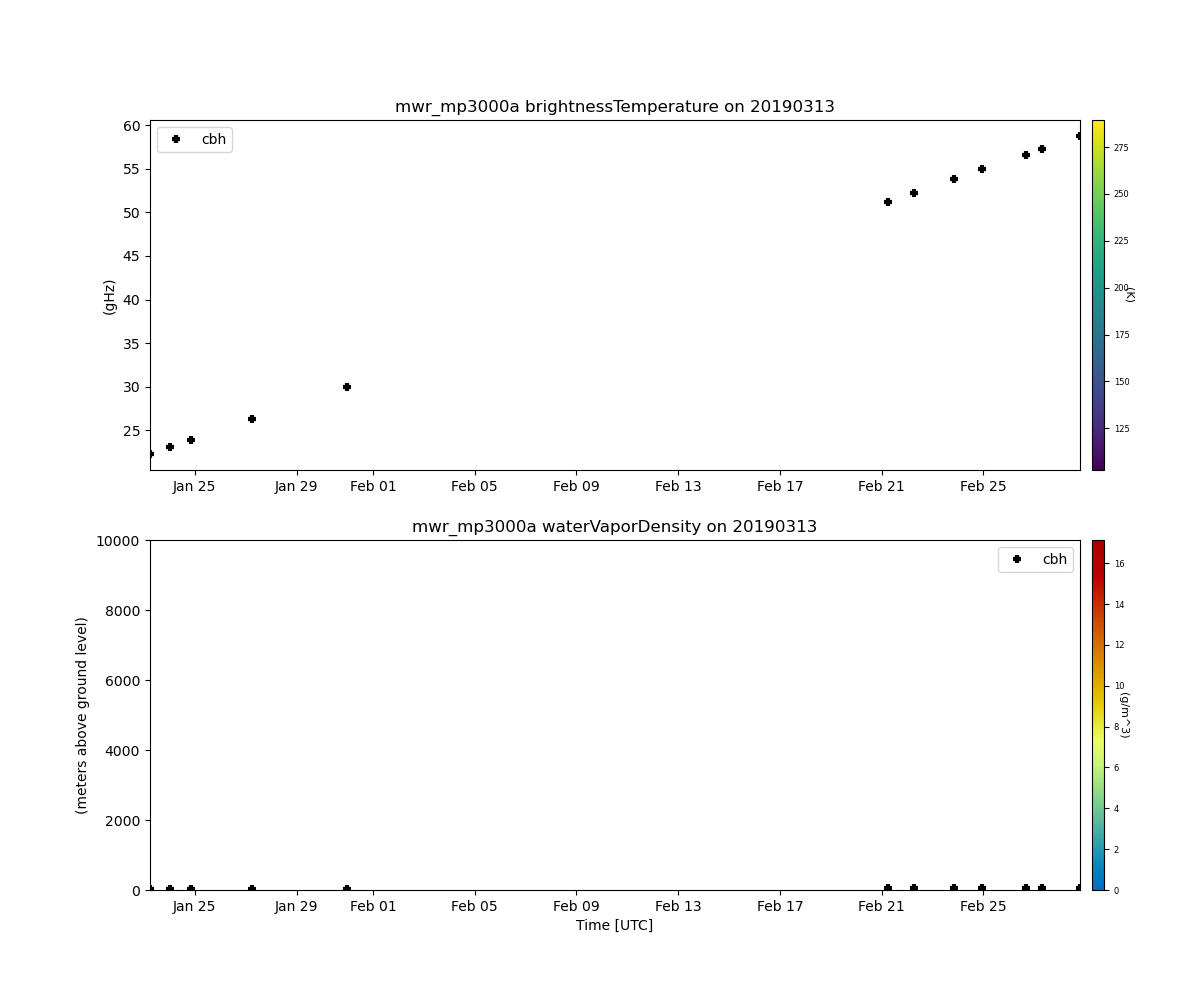 mwr_mp3000a brightnessTemperature on 20190313
cbh
60
55
50
45
40
35
30
25
(gHz)
Jan 25 Jan 29 Feb 01 Feb 05 Feb 09 Feb 13 Feb 17 Feb 21 Feb 25
275
250
225
200
175
150
125
(K)
mwr_mp3000a waterVaporDensity on 20190313
cbh
10000
8000
6000
4000
2000
0
(meters above ground level)
Jan 25 Jan 29 Feb 01 Feb 05 Feb 09 Feb 13 Feb 17 Feb 21 Feb 25
Time [UTC]
16
14
12
10
8
6
4
2
0
(g/m^3)